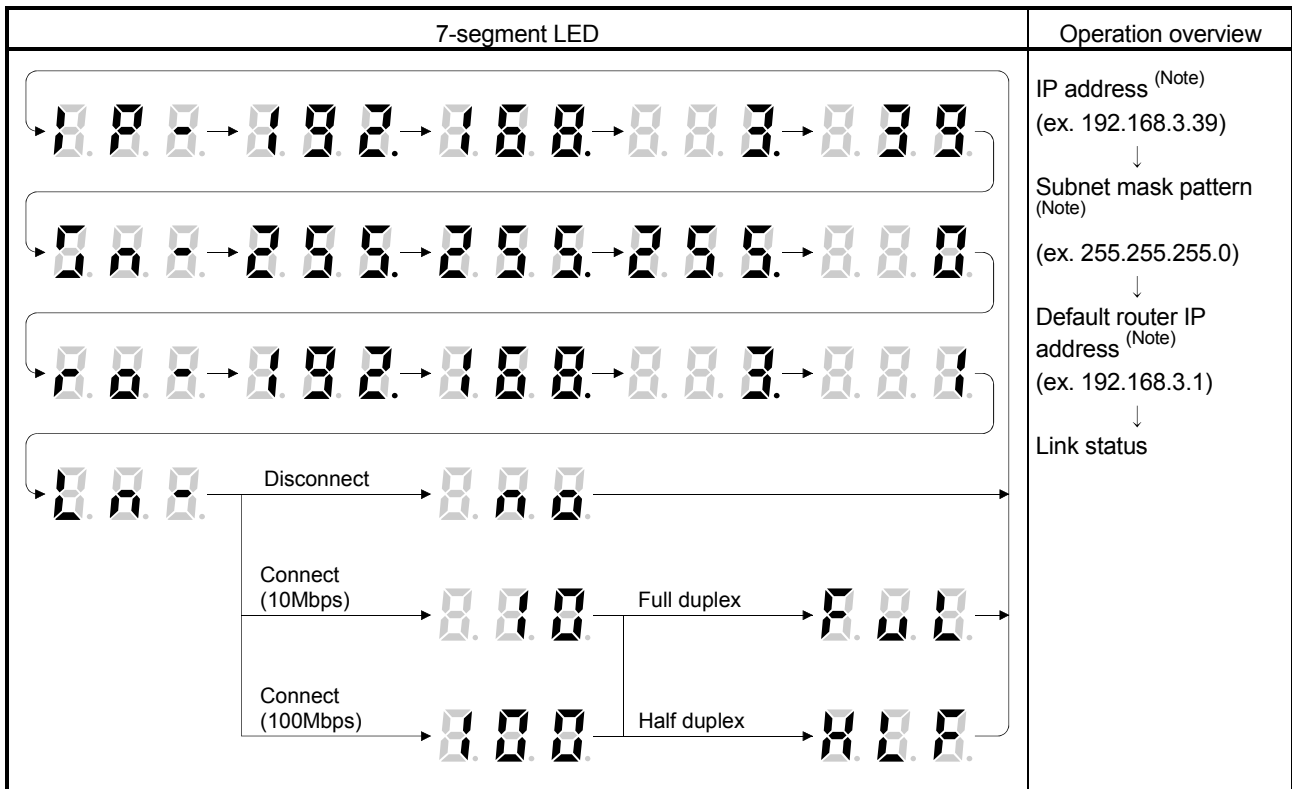 7-segment LED
Operation overview
IP- → 192. → 168. → 3. → 39
Sn- → 255. → 255. → 255. → 0
ro- → 192. → 168. → 3. → 1
Ln-
Disconnect
no
Connect
(10Mbps)
10
Full duplex
FuL
Connect
(100Mbps)
100
Half duplex
HLF
IP address (Note)
(ex. 192.168.3.39)
↓
Subnet mask pattern
(Note)
(ex. 255.255.255.0)
↓
Default router IP
address (Note)
(ex. 192.168.3.1)
↓
Link status